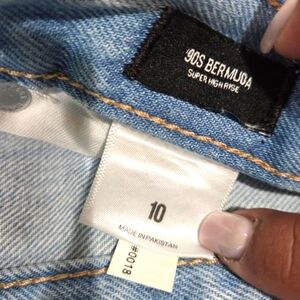 '90S BERMUDA
SUPER HIGH RISE
10
MADE IN PAKISTAN
#0018